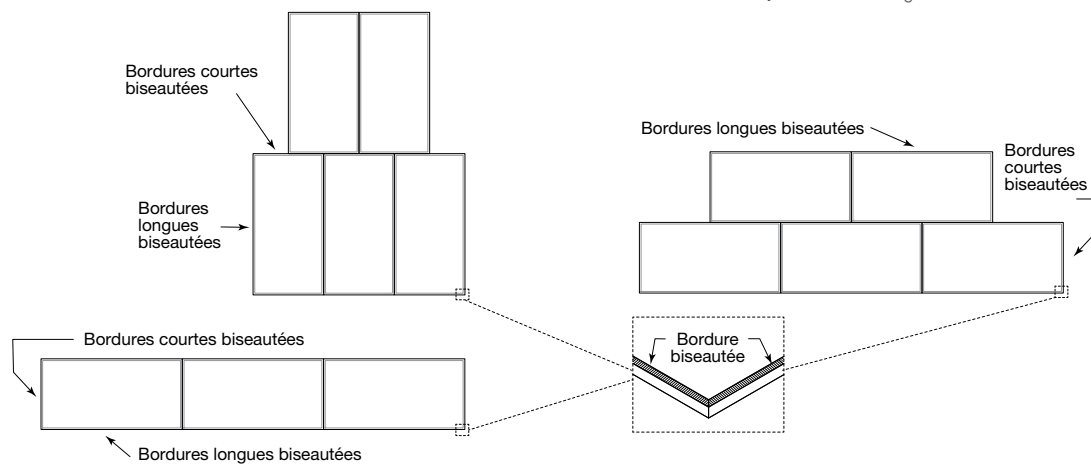 Bordures courtes
biseautées
Bordures
longues
biseautées
Bordures longues biseautées
Bordures
courtes
biseautées
Bordures courtes biseautées
Bordure
biseautée
Bordures longues biseautées